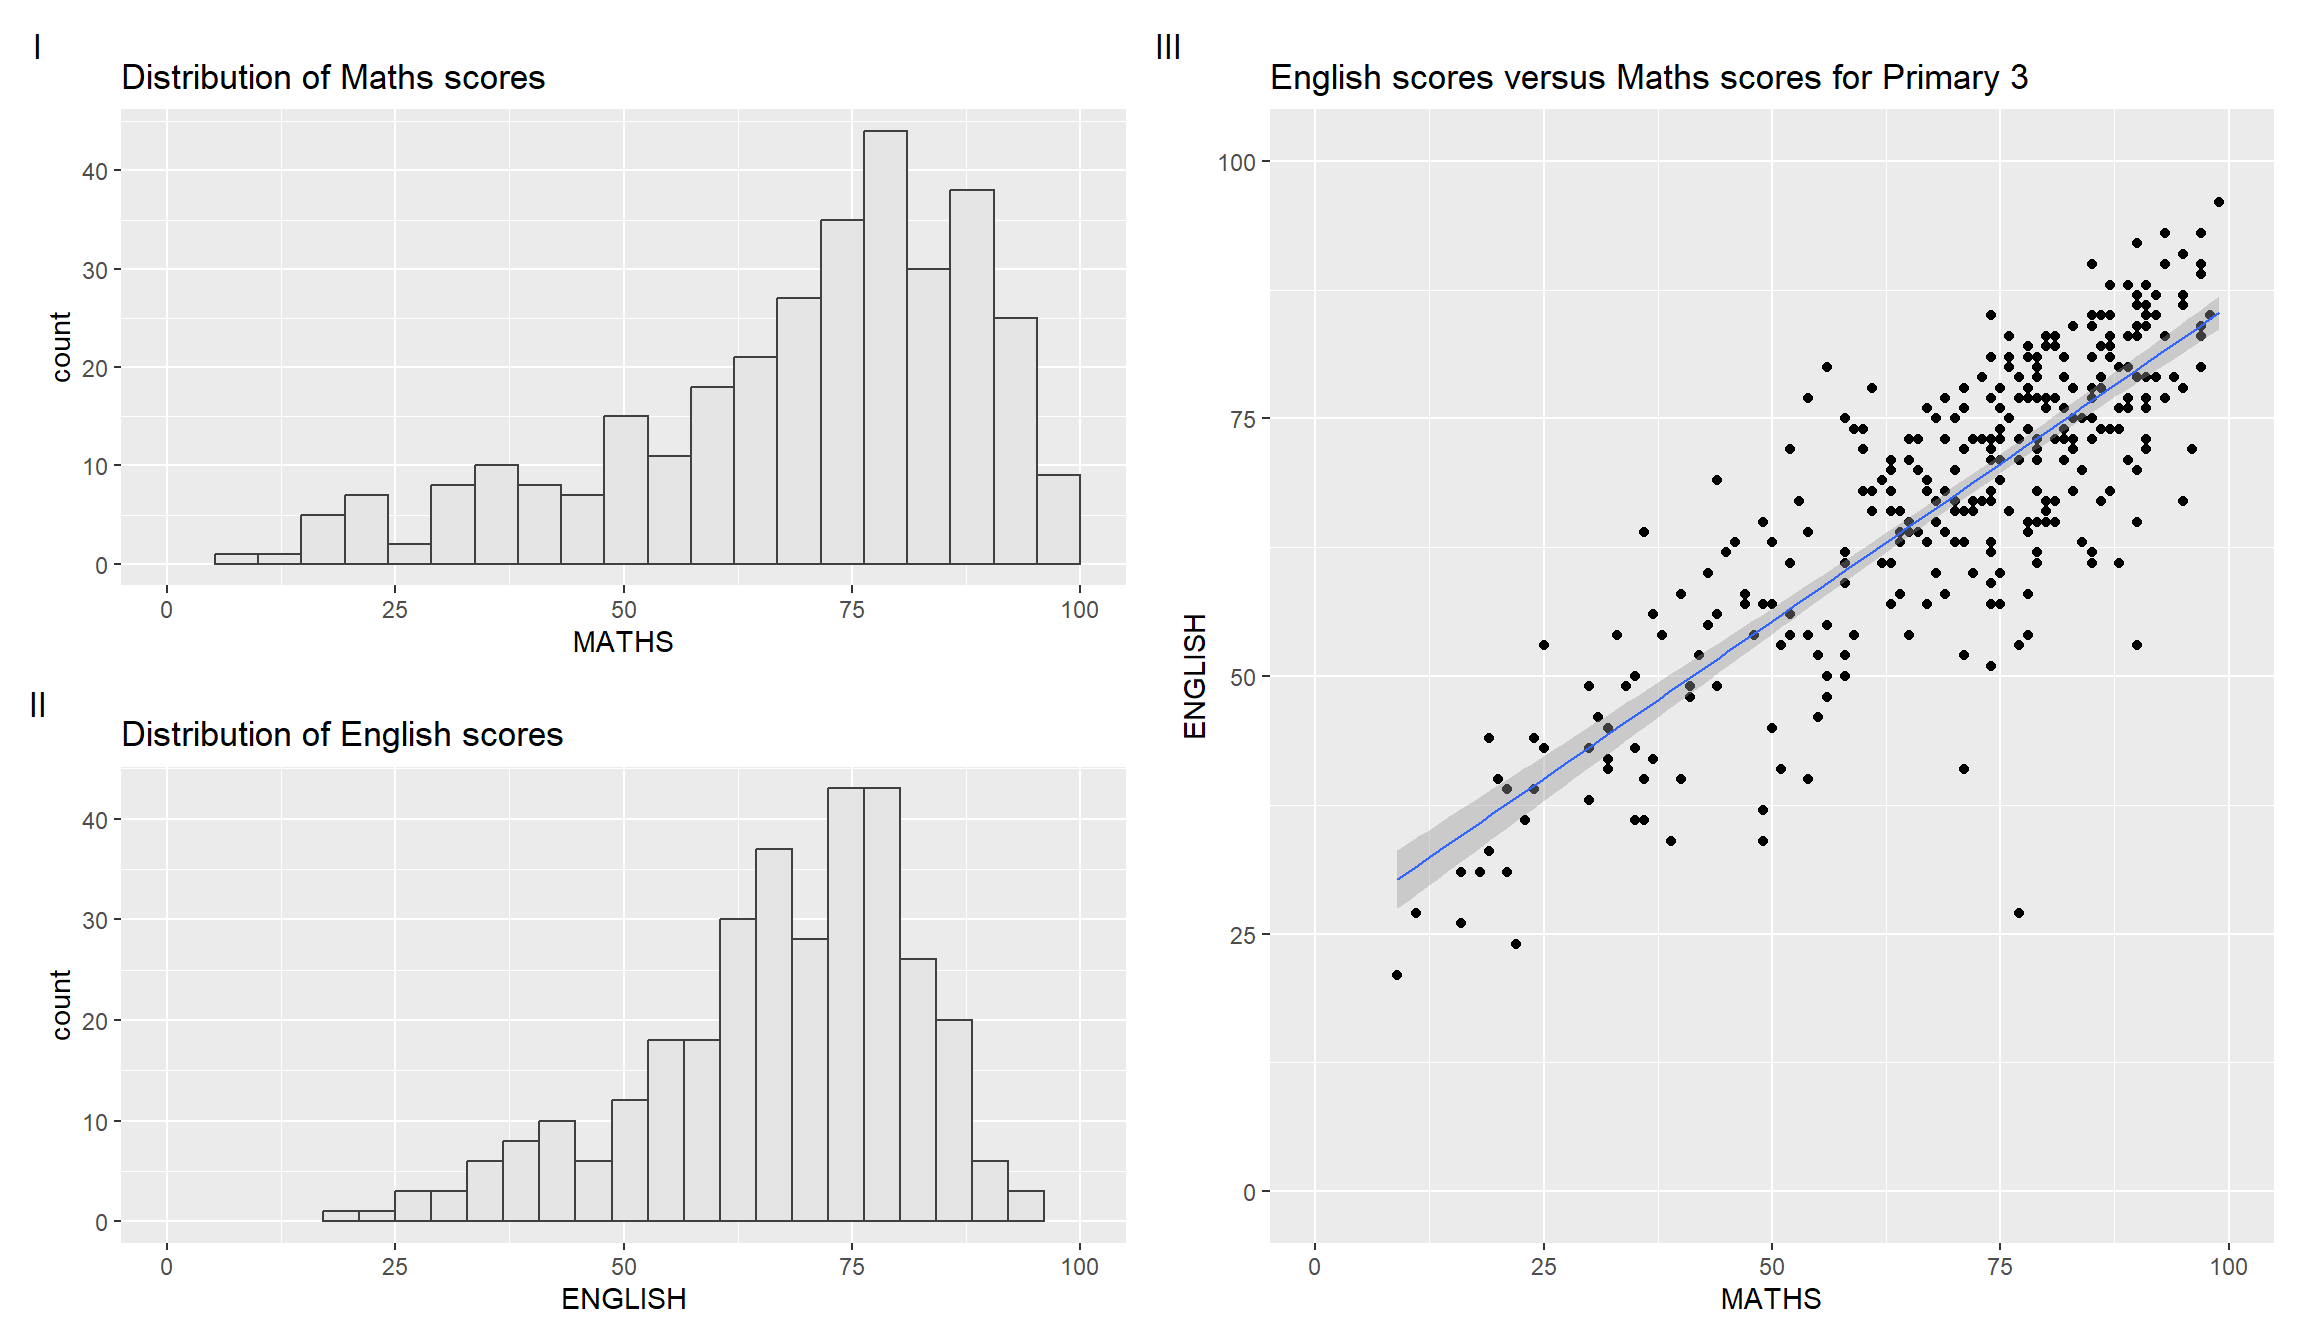 I
Distribution of Maths scores
40
30
20
10
0
count
0 25 50 75 100
MATHS
II
Distribution of English scores
40
30
20
10
0
count
0 25 50 75 100
ENGLISH
III
English scores versus Maths scores for Primary 3
100
75
50
25
0
ENGLISH
0 25 50 75 100
MATHS